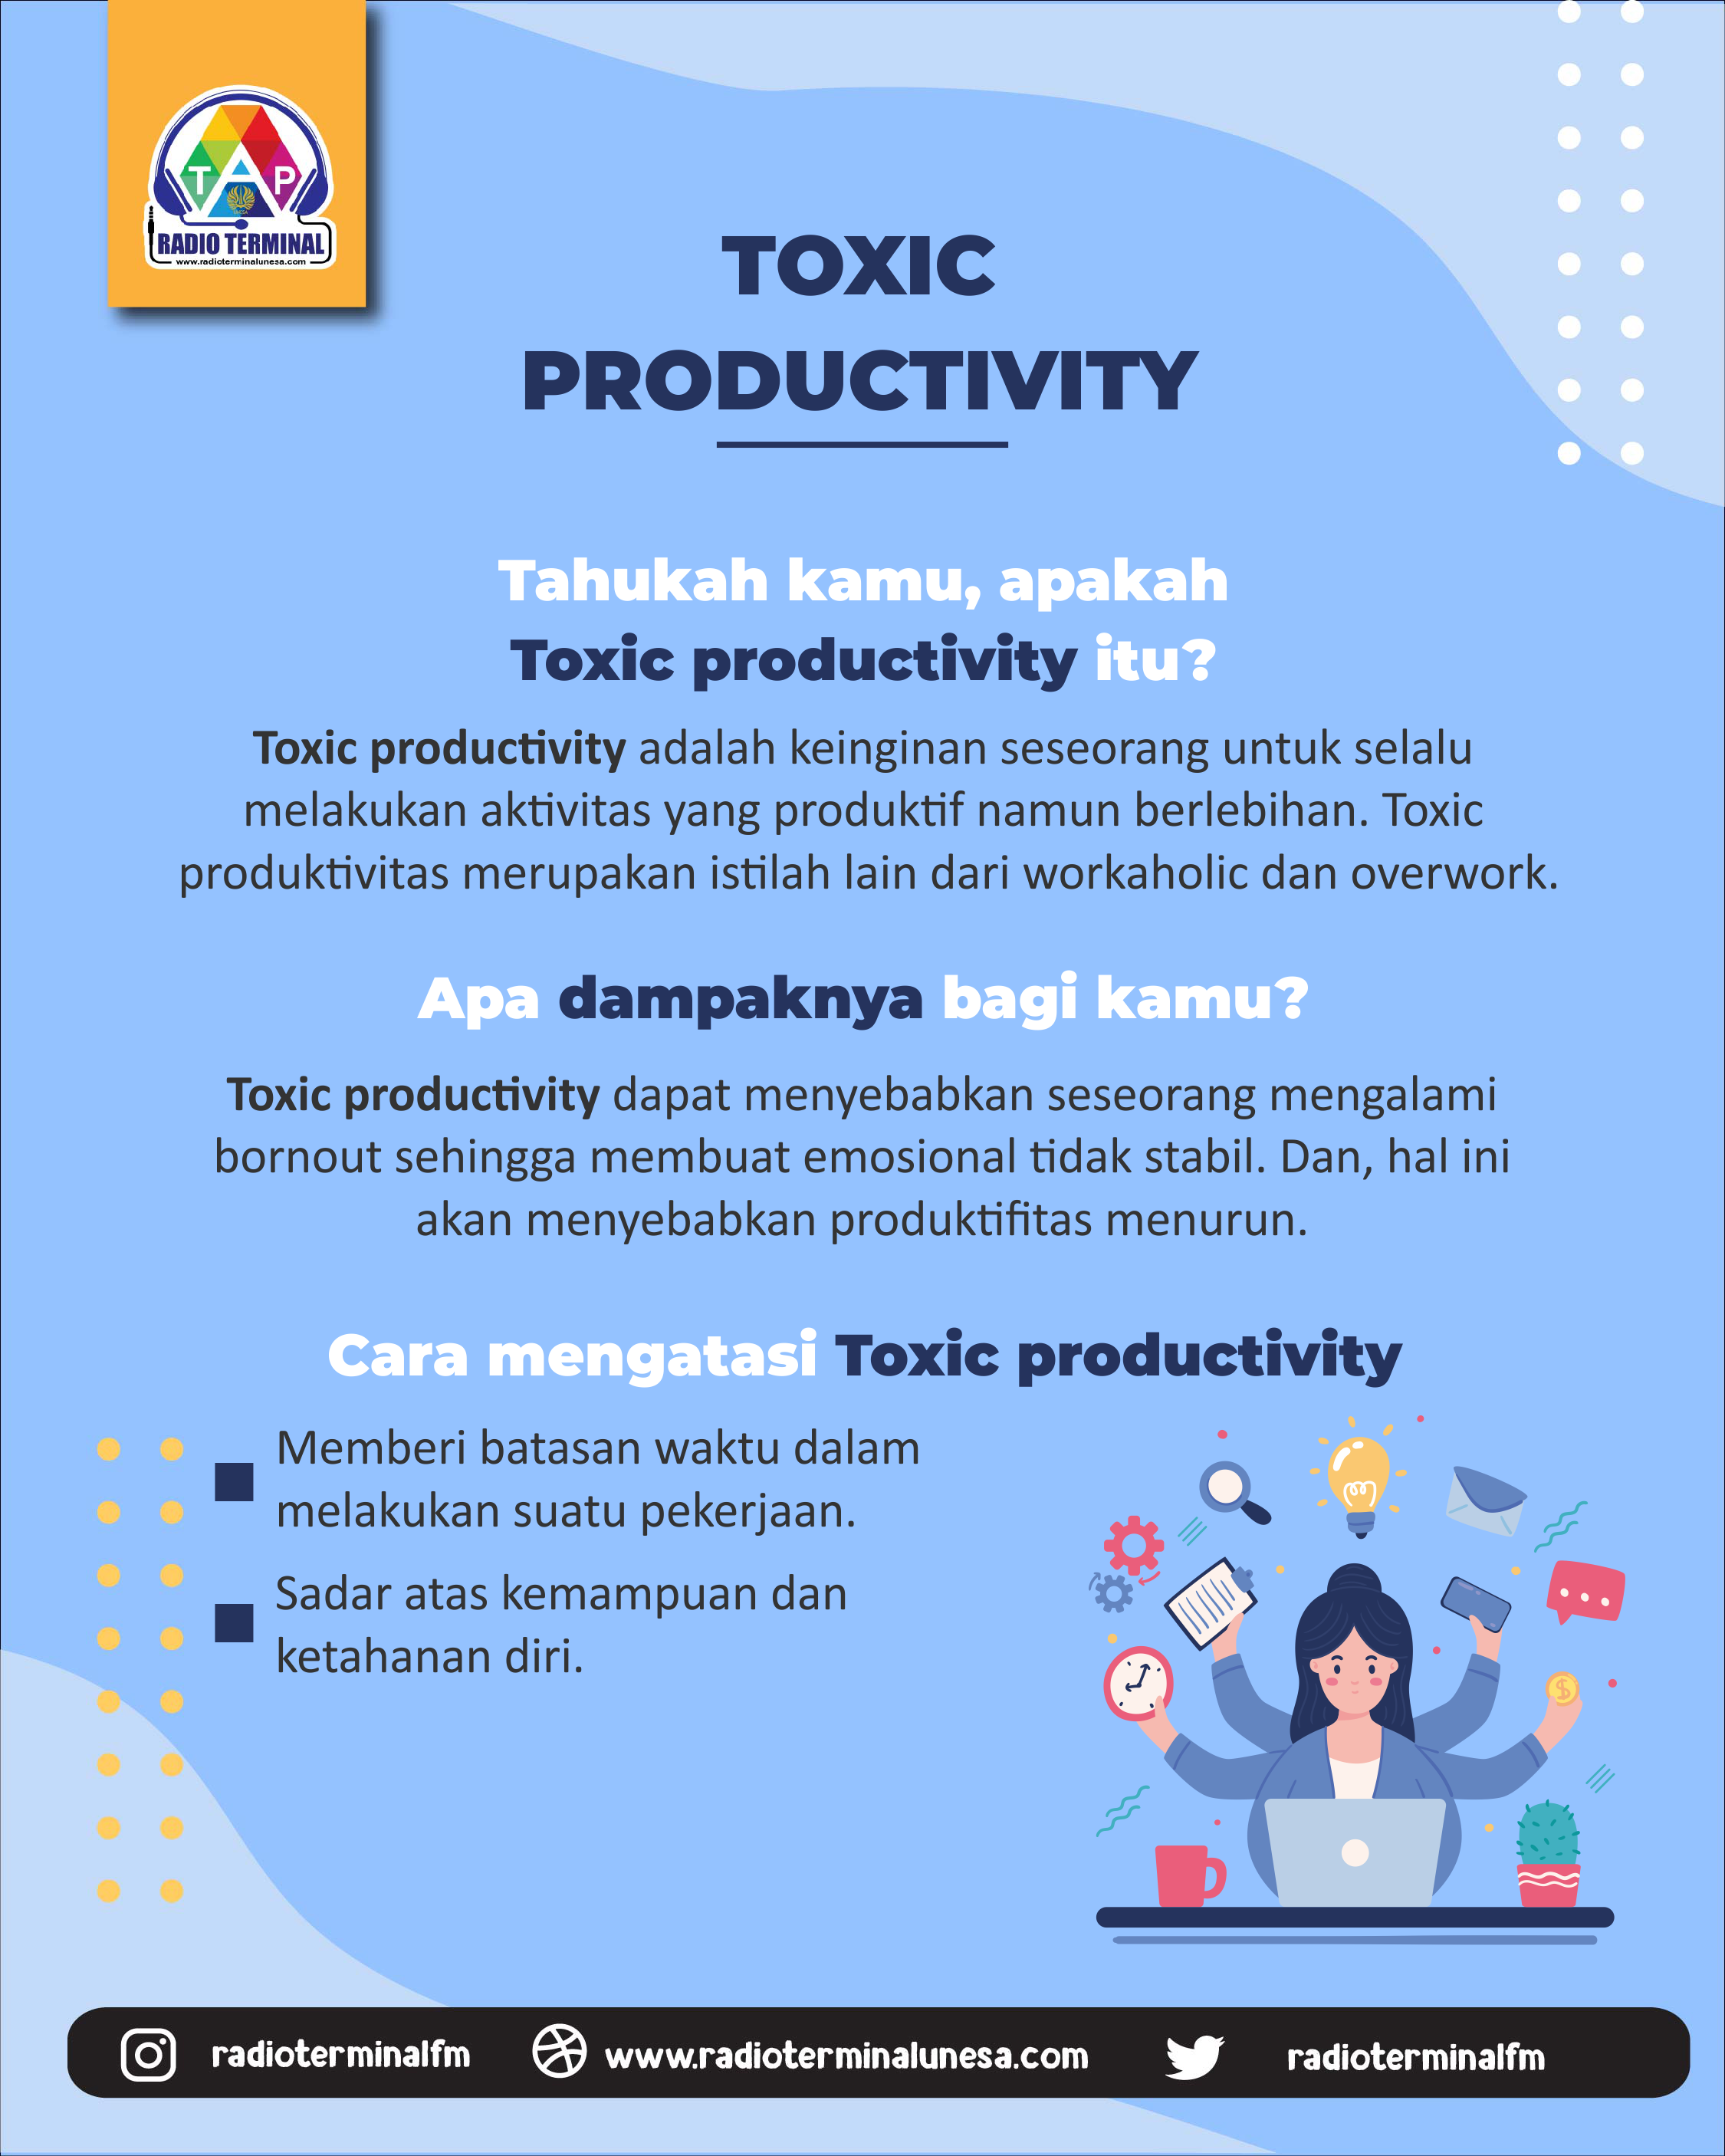 TAP
RADIO TERMINAL
www.radioterminalunesa.com
TOXIC
PRODUCTIVITY
Tahukah kamu, apakah
Toxic productivity itu?
Toxic productivity adalah keinginan seseorang untuk selalu
melakukan aktivitas yang produktif namun berlebihan. Toxic
produktivitas merupakan istilah lain dari workaholic dan overwork.
Apa dampaknya bagi kamu?
Toxic productivity dapat menyebabkan seseorang mengalami
bornout sehingga membuat emosional tidak stabil. Dan, hal ini
akan menyebabkan produktifitas menurun.
Cara mengatasi Toxic productivity
Memberi batasan waktu dalam
melakukan suatu pekerjaan.
Sadar atas kemampuan dan
ketahanan diri.
$
radioterminalfm
www.radioterminalunesa.com
radioterminalfm